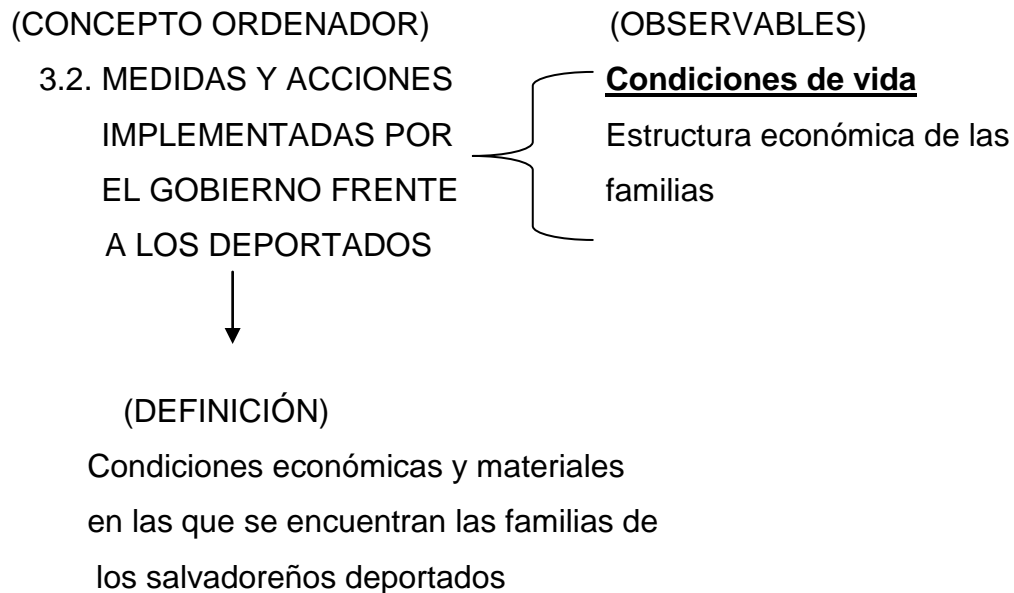 (CONCEPTO ORDENADOR)
3.2. MEDIDAS Y ACCIONES
IMPLEMENTADAS POR
EL GOBIERNO FRENTE
A LOS DEPORTADOS
(OBSERVABLES)
Condiciones de vida
Estructura económica de las
familias
(DEFINICIÓN)
Condiciones económicas y materiales
en las que se encuentran las familias de
los salvadoreños deportados